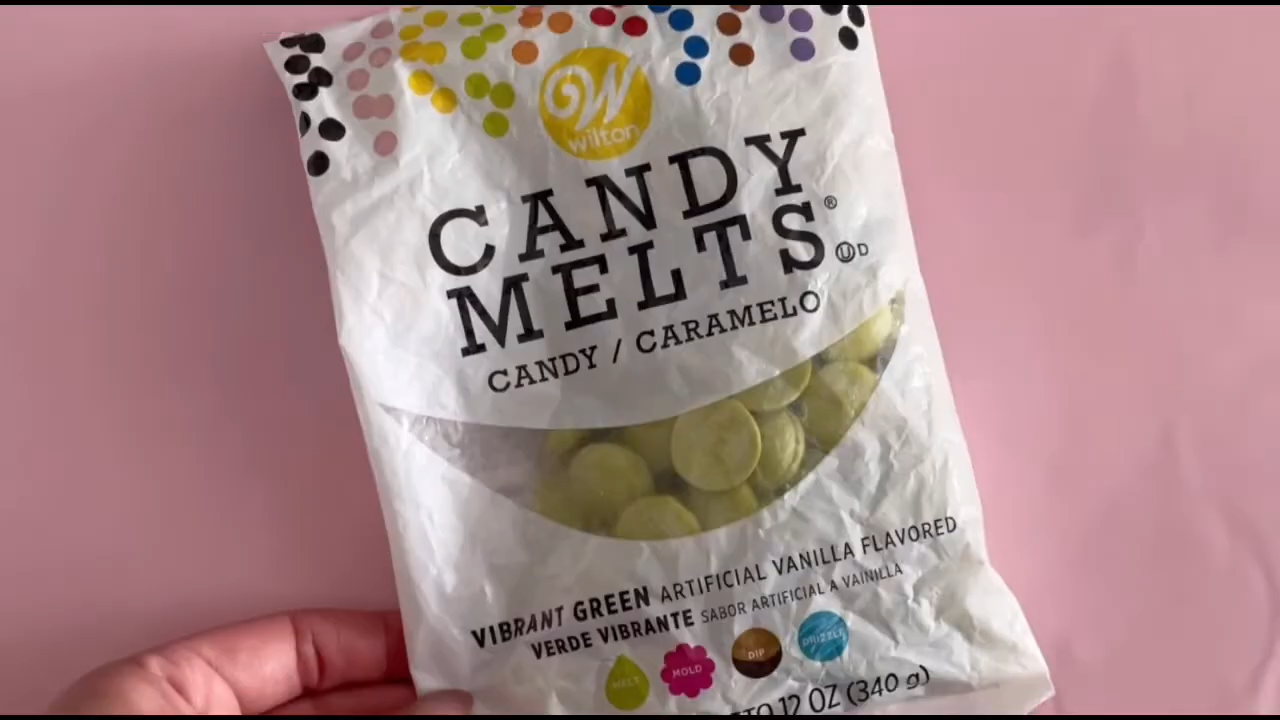 W
wilton
CANDY
MELTS®
U D
CANDY / CARAMELO
VIBRANT GREEN ARTIFICIAL VANILLA FLAVORED
VERDE VIBRANTE SABOR ARTIFICIAL A VAINILLA
MELT MOLD DIP DRIZZLE
12 OZ (340 g)